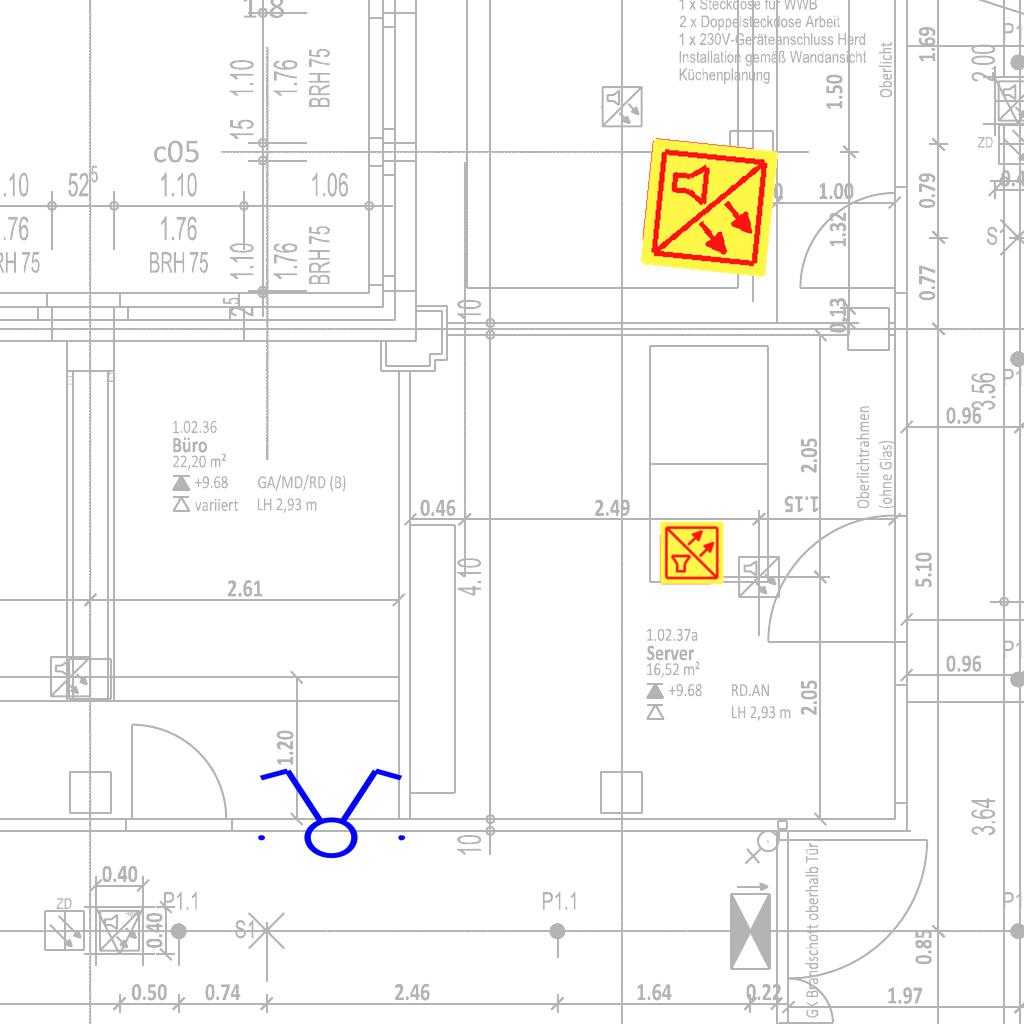 1.8
1 x Steckdose für WWB
2 x Doppelsteckdose Arbeit
1 x 230V-Geräteanschluss Herd
Installation gemäß Wandansicht
Küchenplanung
Oberlicht
1.69
2.00
1.10
1.76
BRH 75
1.50
15
c05
ZD
.10
52⁵
1.10
1.06
1.00
0.79
.76
1.76
1.32
RH 75
BRH 75
1.10
1.76
BRH 75
25
10
0.13
0.77
3.56
0.96
1.02.36
Büro
22,20 m²
+9.68
GA/MD/RD (B)
variiert
LH 2,93 m
Oberlichtrahmen
(ohne Glas)
2.05
1.15
0.46
2.49
4.10
5.10
2.61
1.02.37a
Server
16,52 m²
+9.68
RD.AN
LH 2,93 m
0.96
2.05
1.20
3.64
10
0.40
ZD
P1.1
0.40
S1
P1.1
GK Brandschott oberhalb Tür
0.85
0.50
0.74
2.46
1.64
0.22
1.97